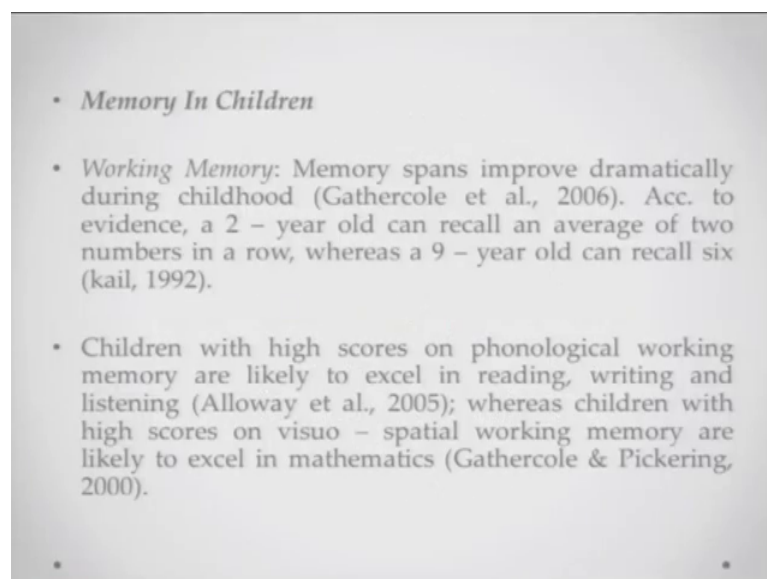 • Memory In Children
• Working Memory: Memory spans improve dramatically
during childhood (Gathercole et al., 2006). Acc. to
evidence, a 2 – year old can recall an average of two
numbers in a row, whereas a 9 – year old can recall six
(kail, 1992).
• Children with high scores on phonological working
memory are likely to excel in reading, writing and
listening (Alloway et al., 2005); whereas children with
high scores on visuo – spatial working memory are
likely to excel in mathematics (Gathercole & Pickering,
2000).